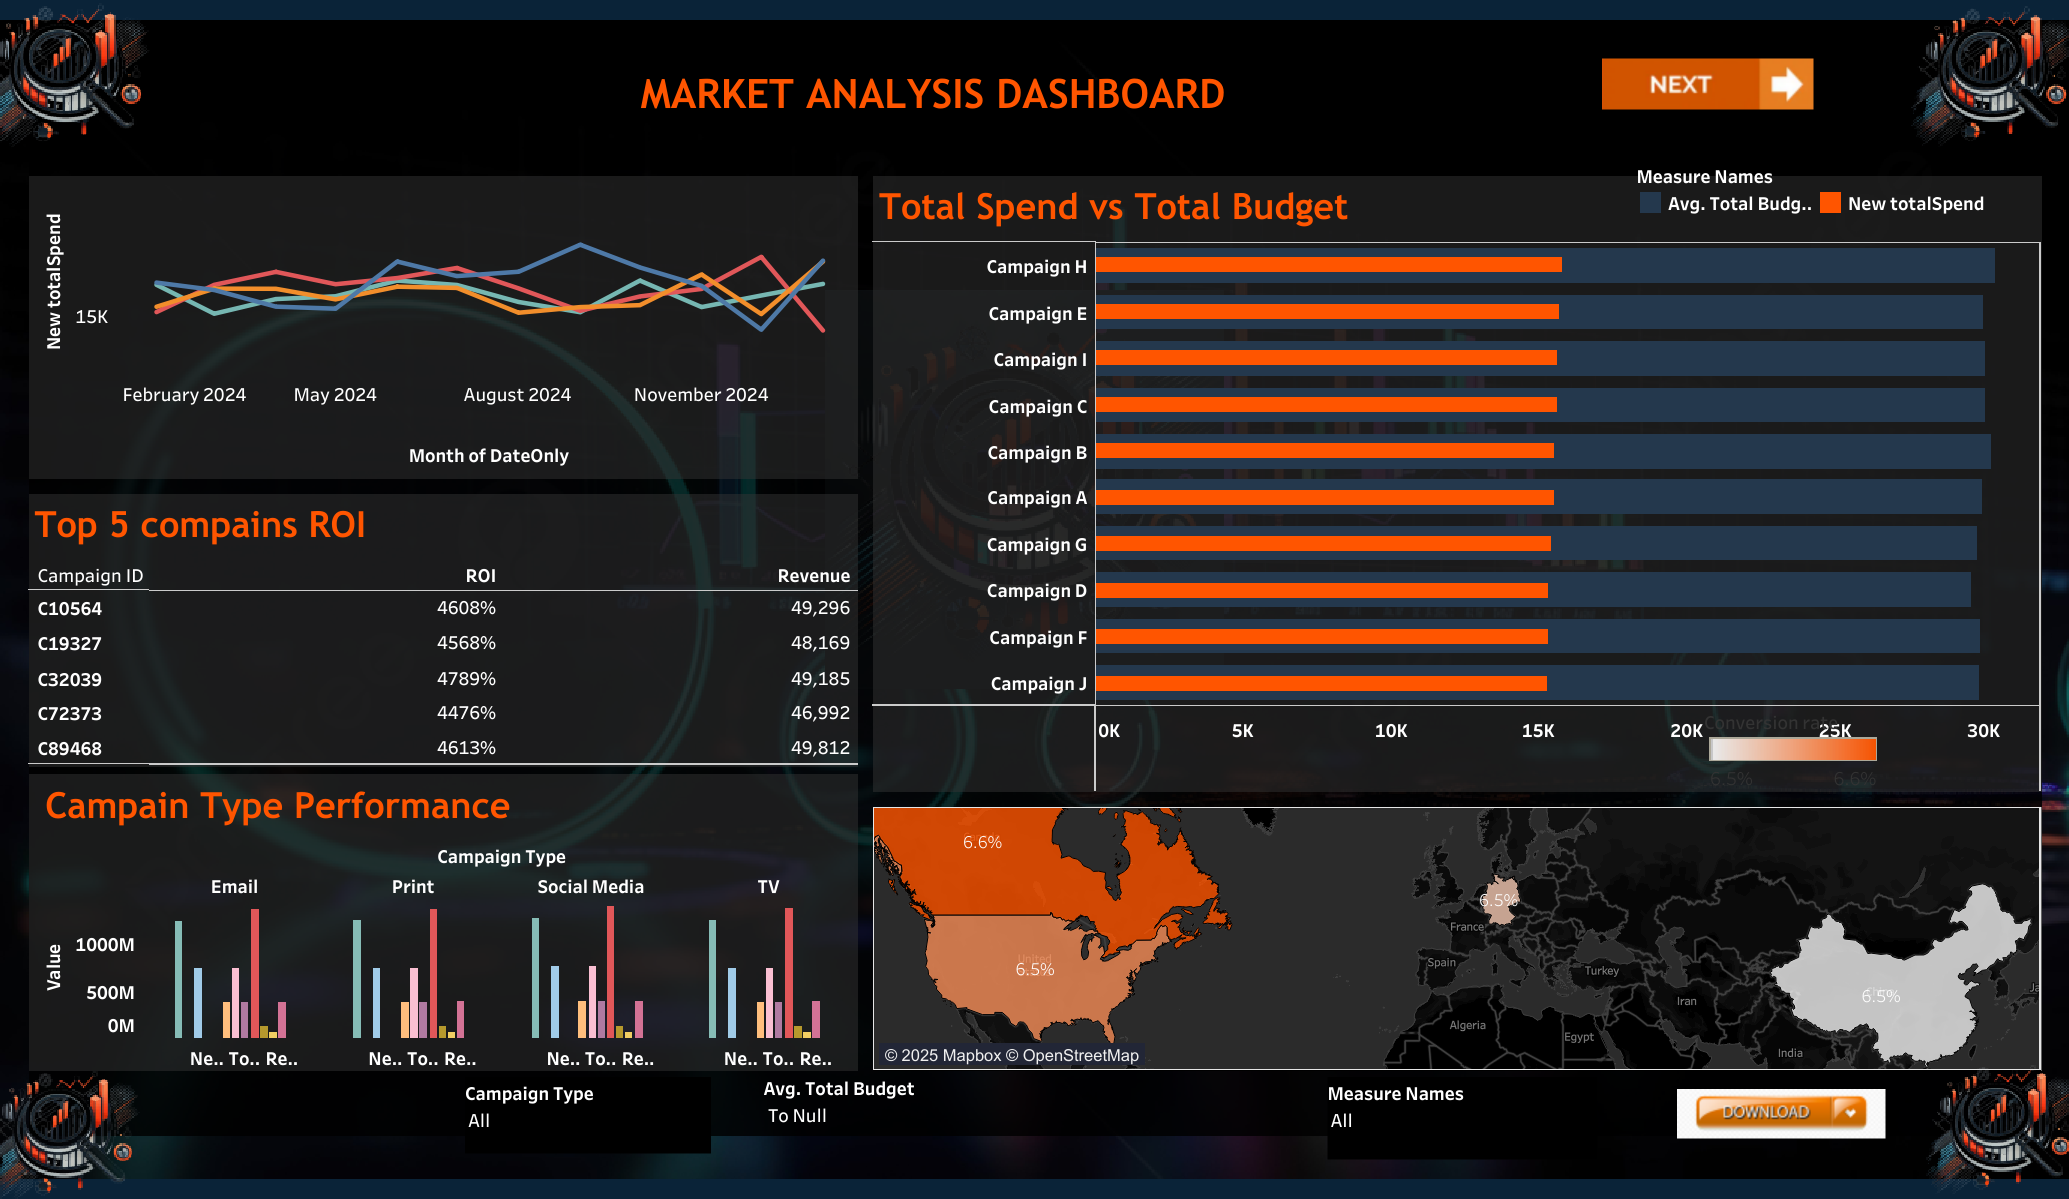 MARKET ANALYSIS DASHBOARD
NEXT
New totalSpend
15K
February 2024 May 2024 August 2024 November 2024
Month of DateOnly
Top 5 compains ROI
Campaign ID ROI Revenue
C10564 4608% 49,296
C19327 4568% 48,169
C32039 4789% 49,185
C72373 4476% 46,992
C89468 4613% 49,812
Campain Type Performance
Campaign Type
Email Print Social Media TV
Value
1000M
500M
0M
Ne.. To.. Re.. Ne.. To.. Re.. Ne.. To.. Re.. Ne.. To.. Re..
Measure Names
Avg. Total Budg.. New totalSpend
Total Spend vs Total Budget
Campaign H
Campaign E
Campaign I
Campaign C
Campaign B
Campaign A
Campaign G
Campaign D
Campaign F
Campaign J
0K 5K 10K 15K 20K 25K 30K
Conversion rate
6.5% 6.6%
6.6%
6.5%
United
6.5%
France
Spain
Turkey
Iran
6.5%
Algeria
Egypt
India
Ja
© 2025 Mapbox © OpenStreetMap
Campaign Type
All
Avg. Total Budget
To Null
Measure Names
All
DOWNLOAD